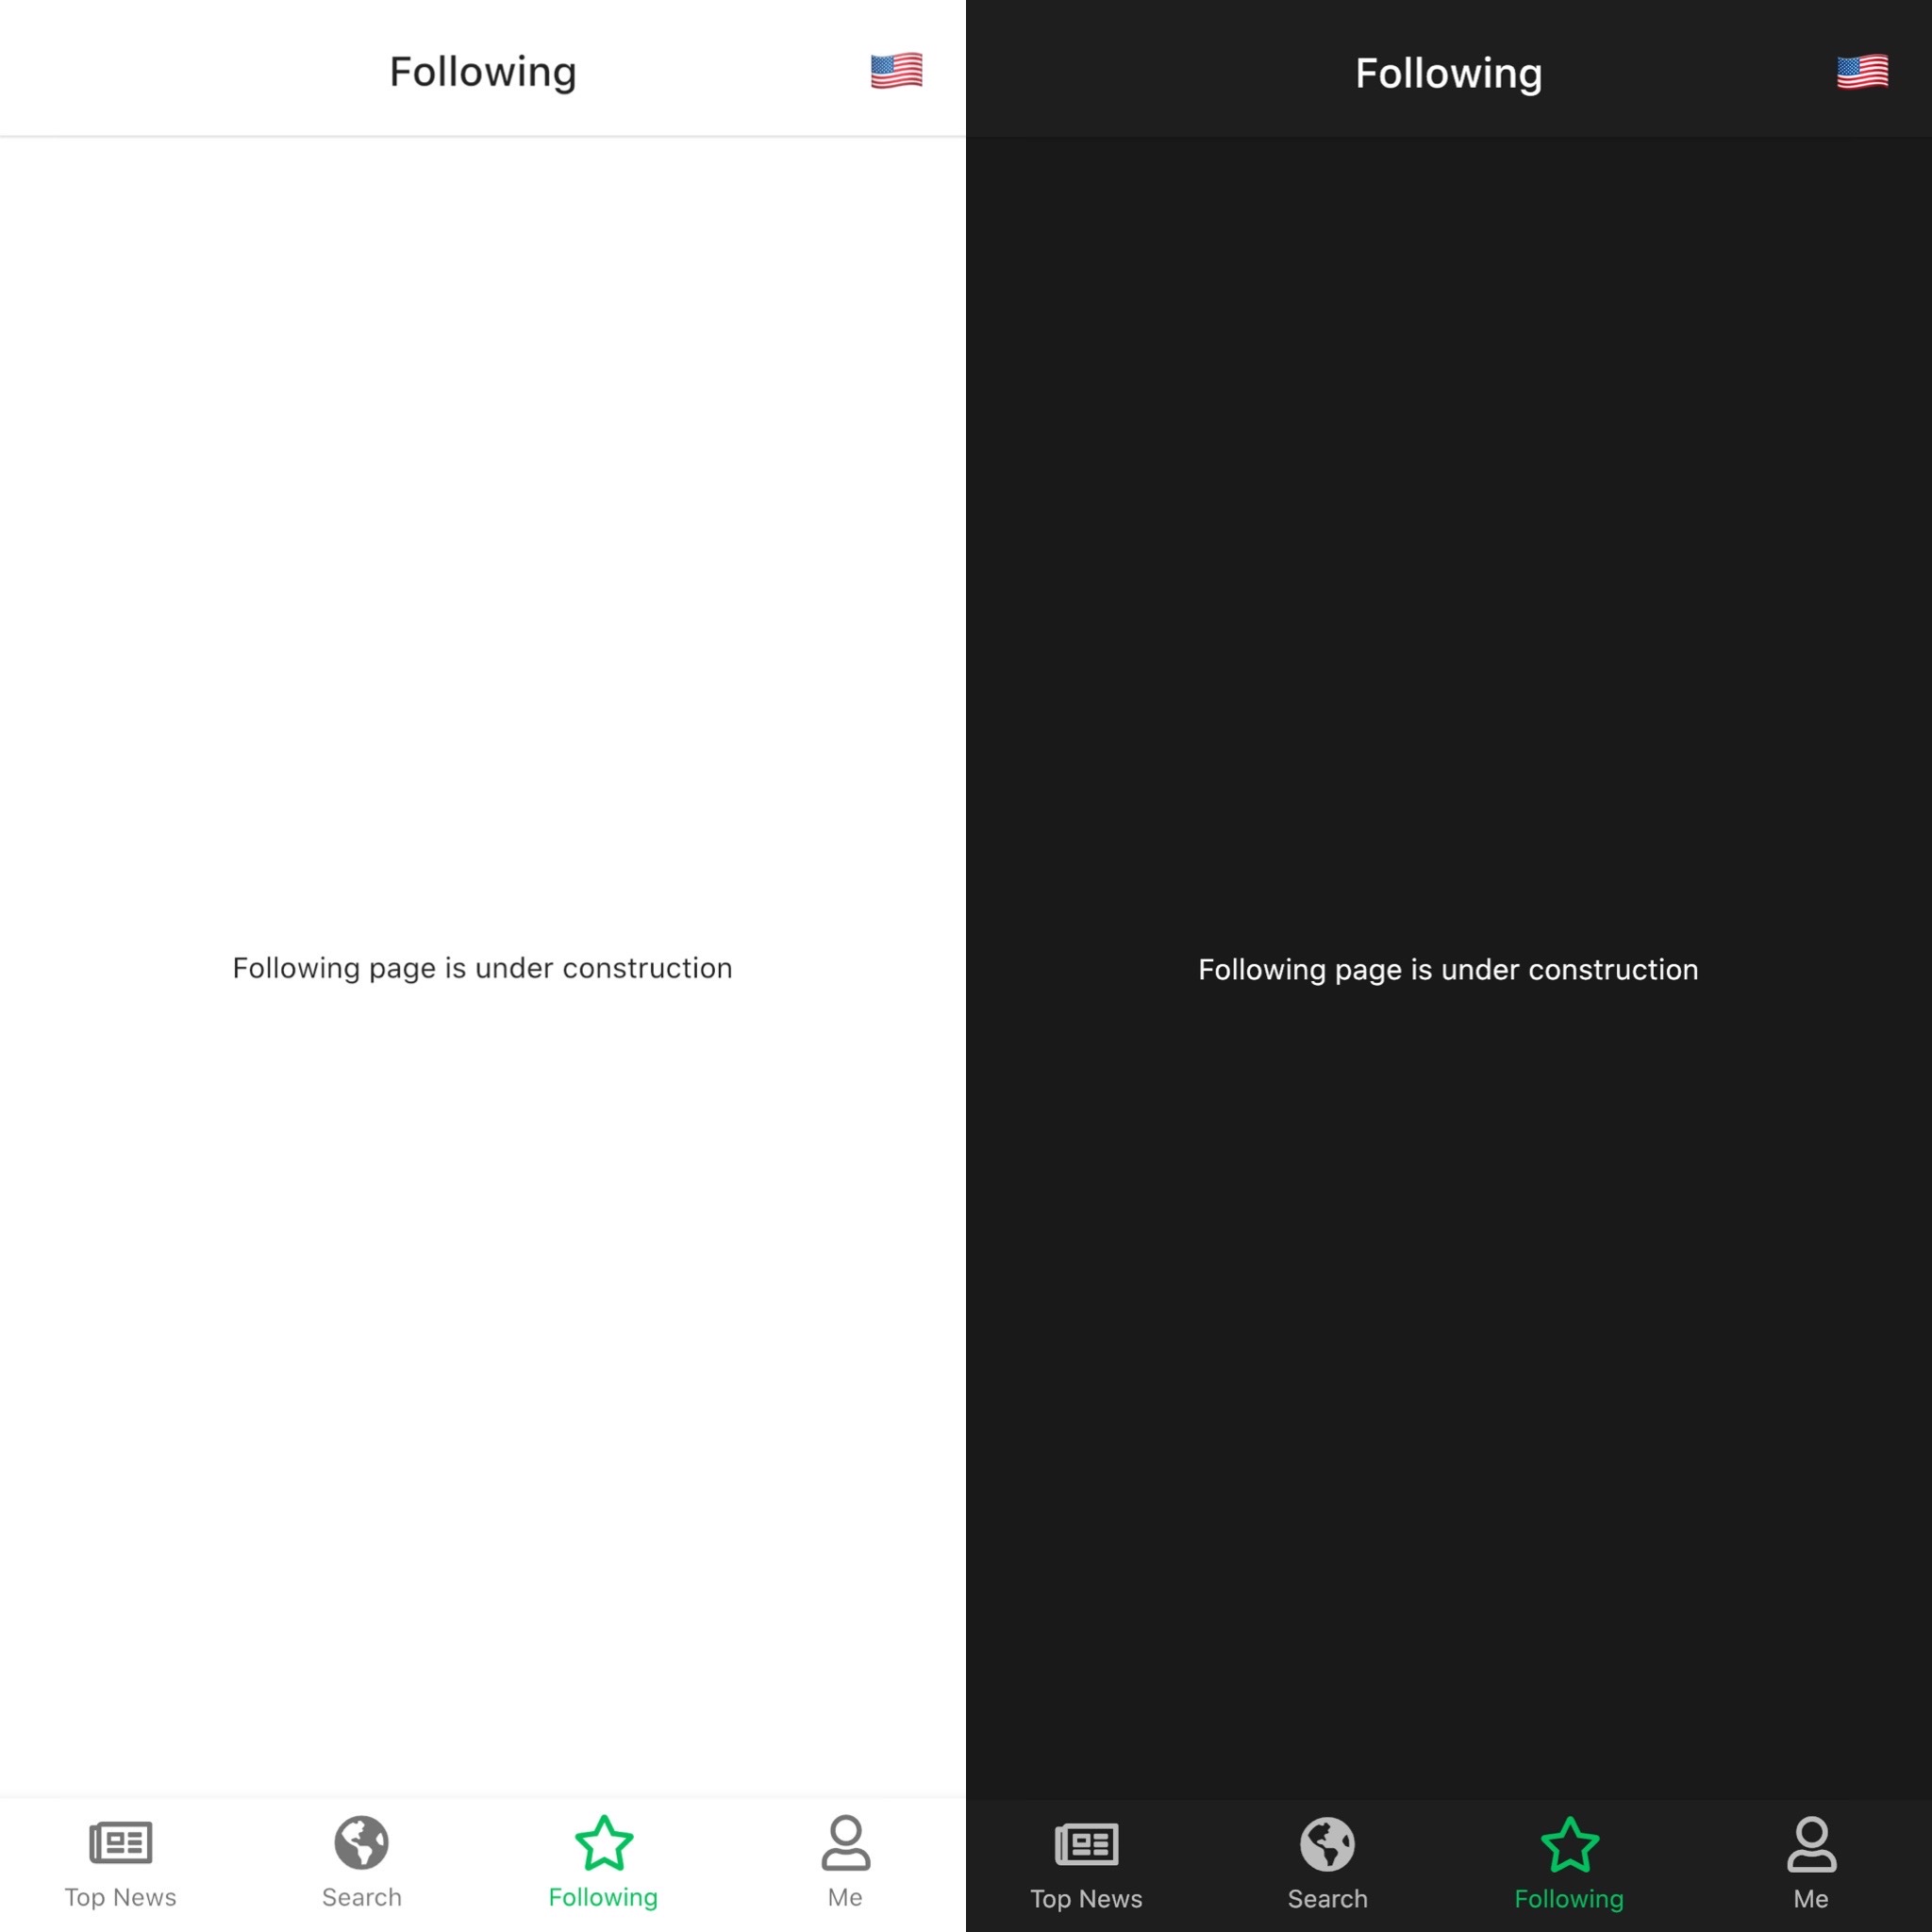 Following
Following page is under construction
Top News
Search
Following
Me
Following
Following page is under construction
Top News
Search
Following
Me